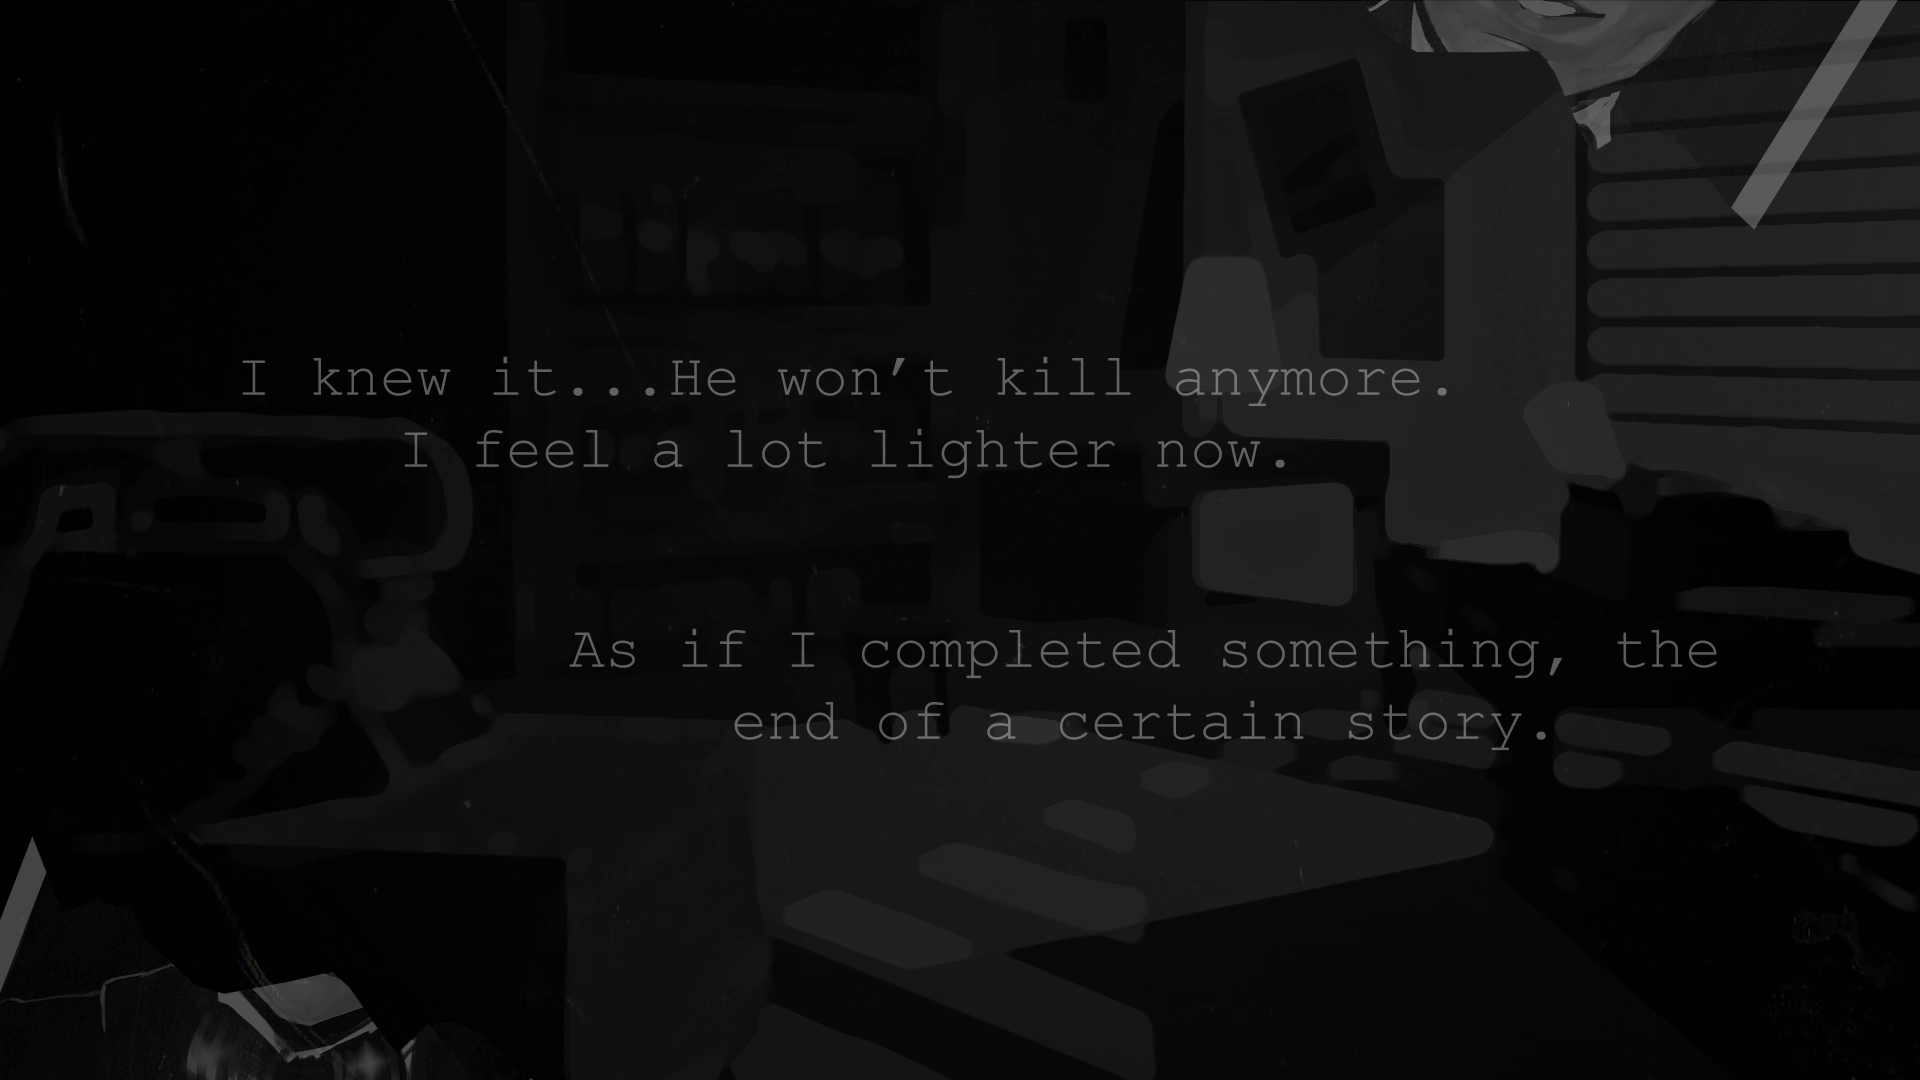 I knew it...He won’t kill anymore.
I feel a lot lighter now.
As if I completed something, the
end of a certain story.